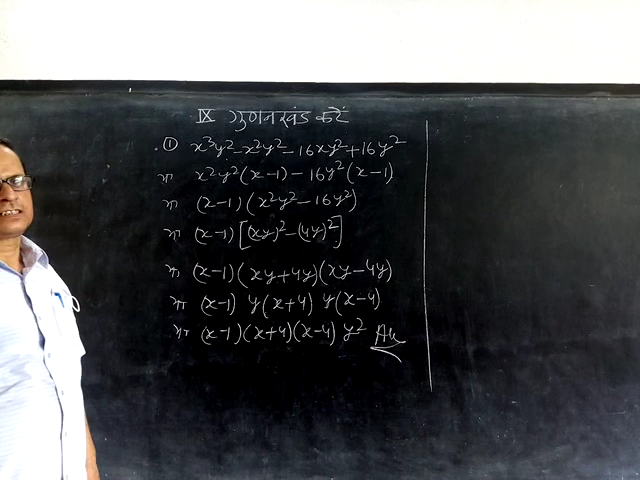 IX गुणनखंड करें
① x³y² - x²y² - 16xy² + 16y²
या x²y²(x-1) - 16y²(x-1)
या (x-1)(x²y² - 16y²)
या (x-1)[(xy)² - (4y)²]
या (x-1)(xy+4y)(xy-4y)
या (x-1) y(x+4) y(x-4)
या (x-1)(x+4)(x-4) y² Ans